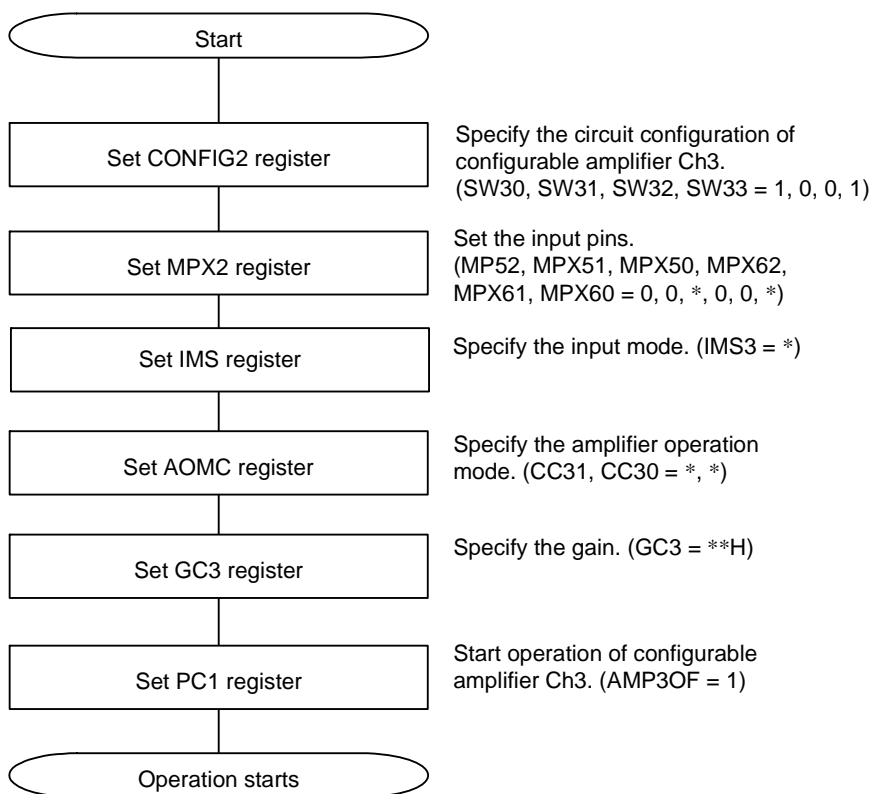 Start
Set CONFIG2 register
Specify the circuit configuration of
configurable amplifier Ch3.
(SW30, SW31, SW32, SW33 = 1, 0, 0, 1)
Set MPX2 register
Set the input pins.
(MP52, MPX51, MPX50, MPX62,
MPX61, MPX60 = 0, 0, *, 0, 0, *)
Set IMS register
Specify the input mode. (IMS3 = *)
Set AOMC register
Specify the amplifier operation
mode. (CC31, CC30 = *, *)
Set GC3 register
Specify the gain. (GC3 = **H)
Set PC1 register
Start operation of configurable
amplifier Ch3. (AMP3OF = 1)
Operation starts